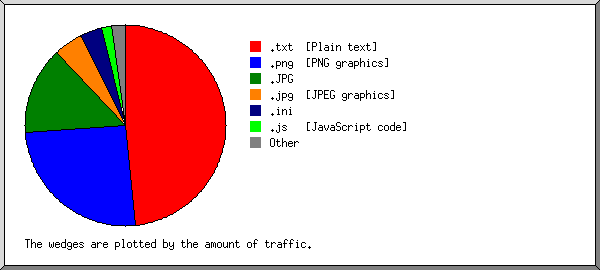 .txt [Plain text]
.png [PNG graphics]
.JPG
.jpg [JPEG graphics]
.ini
.js [JavaScript code]
Other
The wedges are plotted by the amount of traffic.